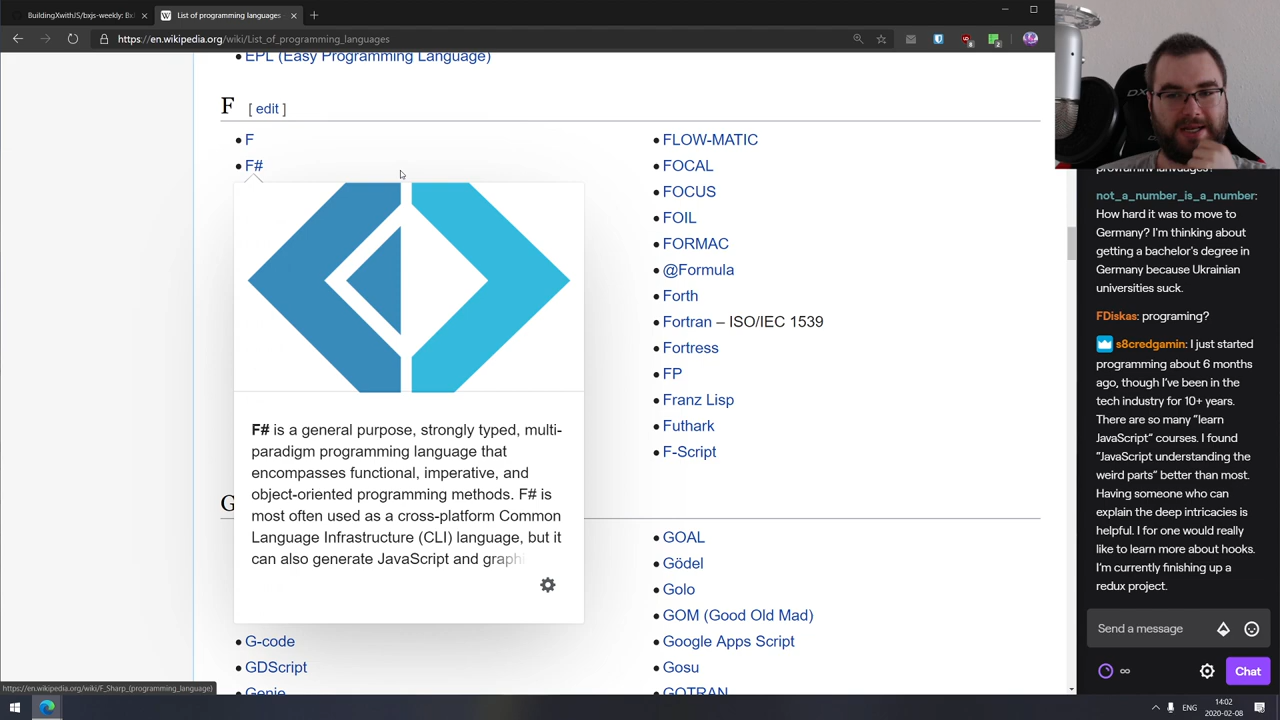 BuildingXwithJS/bxjs-weekly: Bx
List of programming languages
https://en.wikipedia.org/wiki/List_of_programming_languages
EPL (Easy Programming Language)
F [ edit ]
F
F#
F# is a general purpose, strongly typed, multi-
paradigm programming language that
encompasses functional, imperative, and
object-oriented programming methods. F# is
most often used as a cross-platform Common
Language Infrastructure (CLI) language, but it
can also generate JavaScript and graphi
FLOW-MATIC
FOCAL
FOCUS
FOIL
FORMAC
@Formula
Forth
Fortran – ISO/IEC 1539
Fortress
FP
Franz Lisp
Futhark
F-Script
G
G-code
GDScript
Genie
GOAL
Gödel
Golo
GOM (Good Old Mad)
Google Apps Script
Gosu
GOTRAN
https://en.wikipedia.org/wiki/F_Sharp_(programming_language)
not_a_number_is_a_number:
How hard it was to move to
Germany? I'm thinking about
getting a bachelor's degree in
Germany because Ukrainian
universities suck.
FDiskas: programing?
s8credgamin: I just started
programming about 6 months
ago, though I've been in the
tech industry for 10+ years.
There are so many "learn
JavaScript" courses. I found
"JavaScript understanding the
weird parts" better than most.
Having someone who can
explain the deep intricacies is
helpful. I for one would really
like to learn more about hooks.
I'm currently finishing up a
redux project.
Send a message
∞
Chat
ENG
14:02
2020-02-08